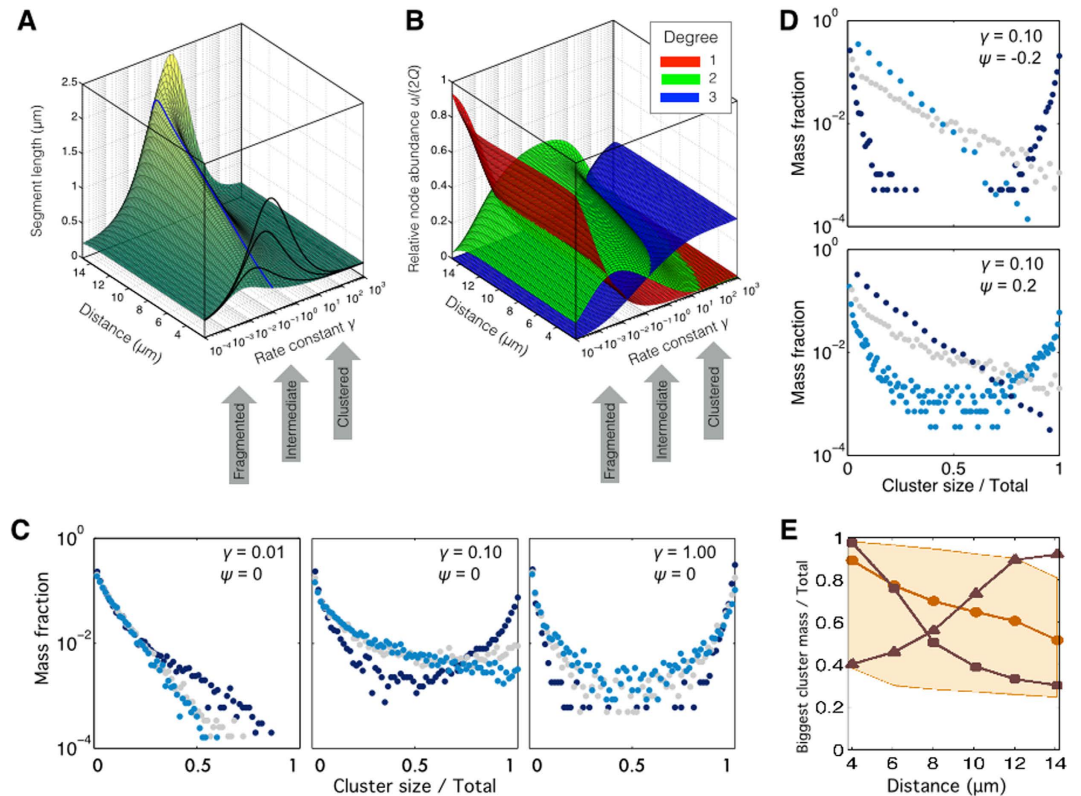 A
Segment length (μm)
2.5
2
1.5
1
0.5
0
14
12
10
8
6
4
Distance (μm)
10⁻⁴ 10⁻³ 10⁻² 10⁻¹ 10⁰ 10¹ 10² 10³
Rate constant γ
Fragmented
Intermediate
Clustered
B
Degree
1
2
3
Relative node abundance u/(2Q)
1
0.8
0.6
0.4
0.2
0
14
12
10
8
6
4
Distance (μm)
10⁻⁴ 10⁻³ 10⁻² 10⁻¹ 10⁰ 10¹ 10² 10³
Rate constant γ
Fragmented
Intermediate
Clustered
D
γ = 0.10
ψ = -0.2
Mass fraction
10⁰
10⁻²
10⁻⁴
γ = 0.10
ψ = 0.2
Mass fraction
10⁰
10⁻²
10⁻⁴
0 0.5 1
Cluster size / Total
C
Mass fraction
10⁰
10⁻²
10⁻⁴
γ = 0.01
ψ = 0
γ = 0.10
ψ = 0
γ = 1.00
ψ = 0
0 0.5 1
0 0.5 1
0 0.5 1
Cluster size / Total
E
Biggest cluster mass / Total
1
0.8
0.6
0.4
0.2
0
4 6 8 10 12 14
Distance (μm)